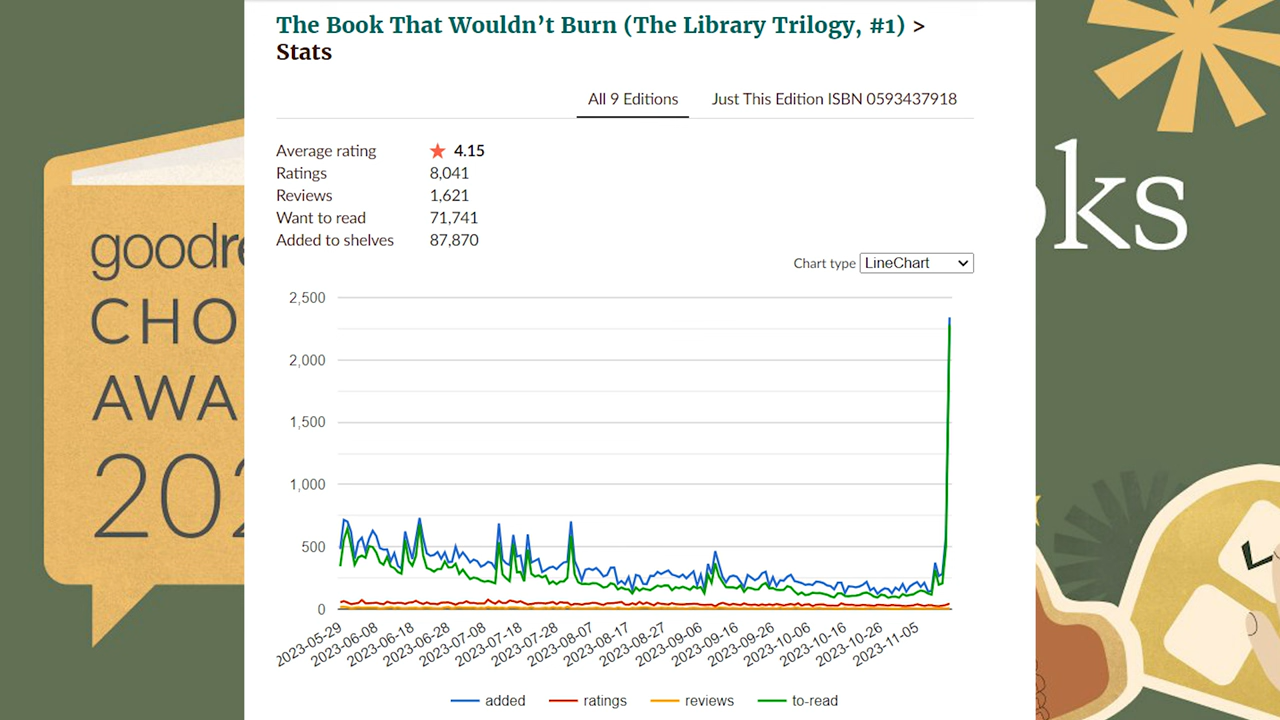 The Book That Wouldn’t Burn (The Library Trilogy, #1) >
Stats
All 9 Editions
Just This Edition ISBN 0593437918
Average rating 4.15
Ratings 8,041
Reviews 1,621
Want to read 71,741
Added to shelves 87,870
Chart type LineChart
2,500
2,000
1,500
1,000
500
0
2023-05-29
2023-06-08
2023-06-18
2023-06-28
2023-07-08
2023-07-18
2023-07-28
2023-08-07
2023-08-17
2023-08-27
2023-09-06
2023-09-16
2023-09-26
2023-10-06
2023-10-16
2023-10-26
2023-11-05
added ratings reviews to-read
goodre
CHO
AWA
202
oks